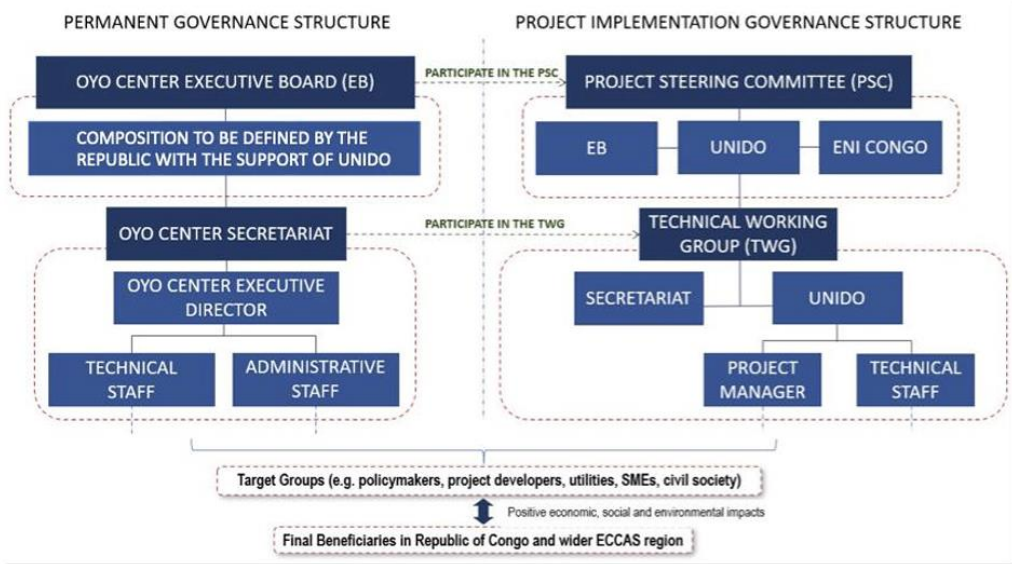 PERMANENT GOVERNANCE STRUCTURE
PROJECT IMPLEMENTATION GOVERNANCE STRUCTURE
OYO CENTER EXECUTIVE BOARD (EB)
PARTICIPATE IN THE PSC
PROJECT STEERING COMMITTEE (PSC)
COMPOSITION TO BE DEFINED BY THE
REPUBLIC WITH THE SUPPORT OF UNIDO
EB
UNIDO
ENI CONGO
OYO CENTER SECRETARIAT
PARTICIPATE IN THE TWG
TECHNICAL WORKING
GROUP (TWG)
OYO CENTER EXECUTIVE
DIRECTOR
SECRETARIAT
UNIDO
TECHNICAL
STAFF
ADMINISTRATIVE
STAFF
PROJECT
MANAGER
TECHNICAL
STAFF
Target Groups (e.g. policymakers, project developers, utilities, SMEs, civil society)
Positive economic, social and environmental impacts
Final Beneficiaries in Republic of Congo and wider ECCAS region